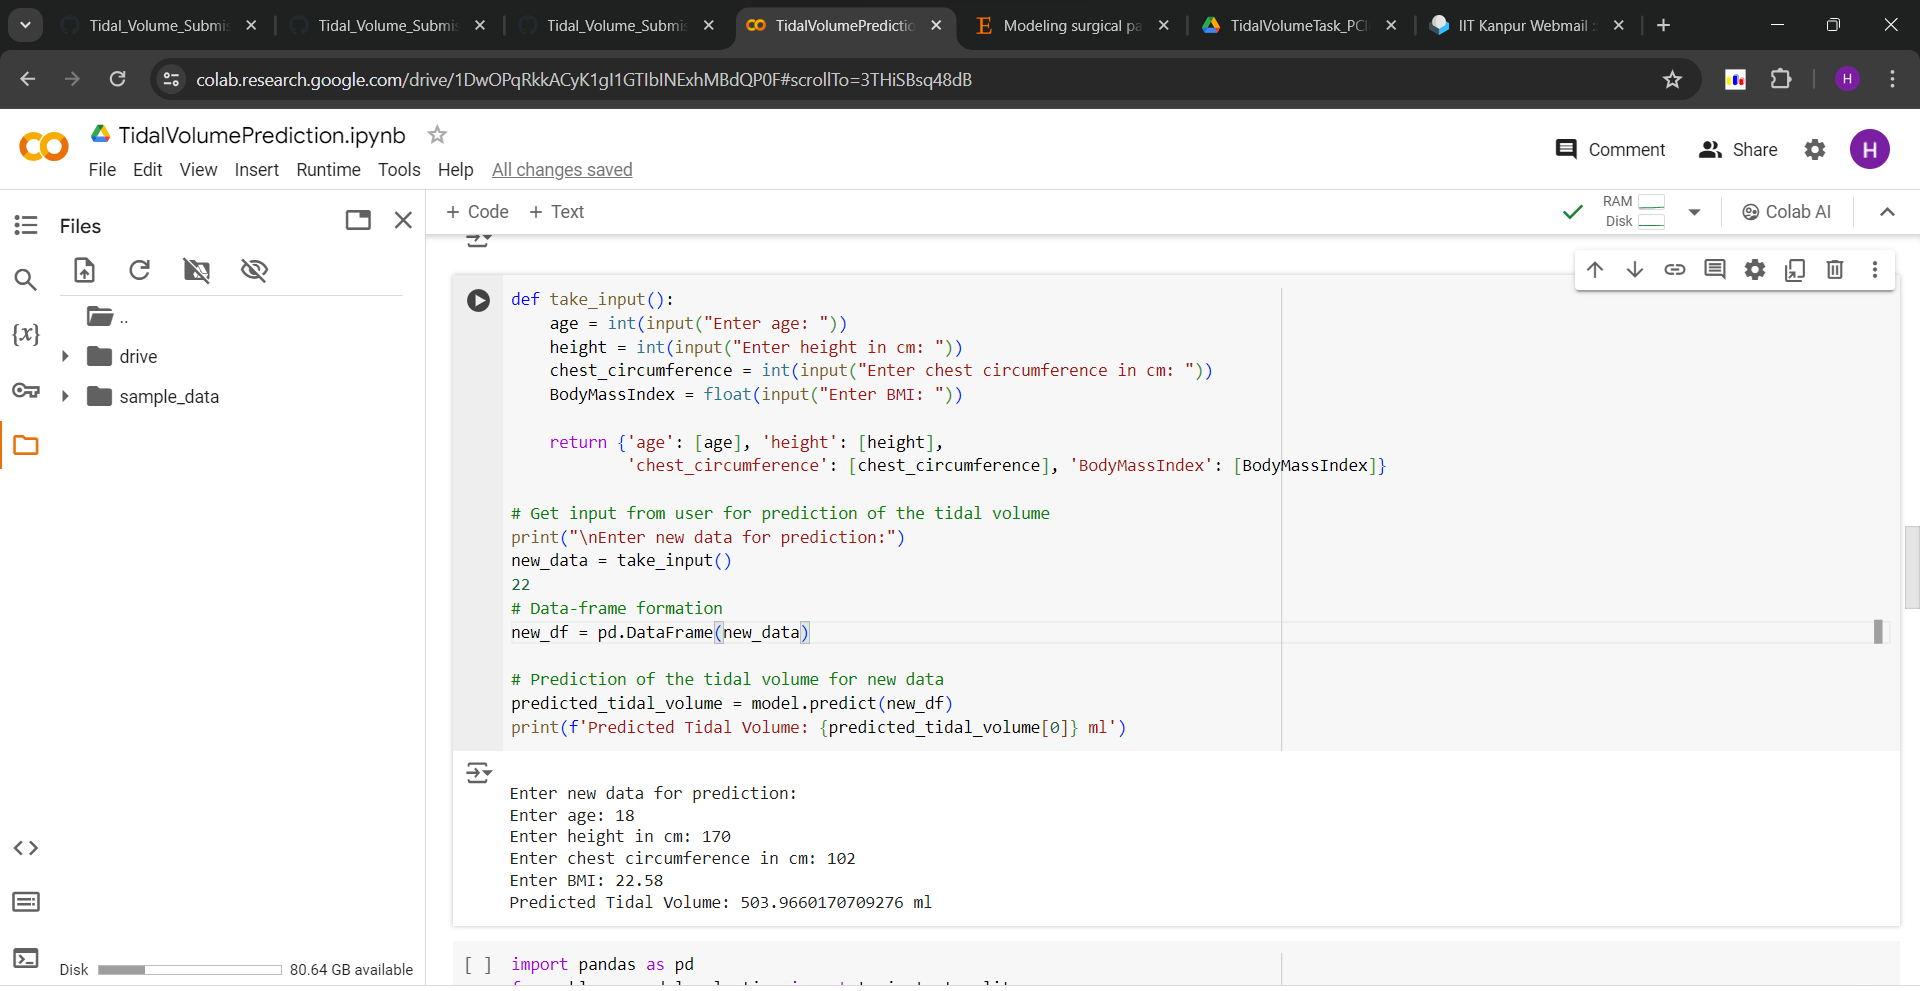 Tidal_Volume_Submis
Tidal_Volume_Submis
Tidal_Volume_Submis
TidalVolumePredictio
Modeling surgical pa
TidalVolumeTask_PCl
IIT Kanpur Webmail :
colab.research.google.com/drive/1DwOPqRkkACyK1gI1GTIbINExhMBdQP0F#scrollTo=3THiSBsq48dB
H
TidalVolumePrediction.ipynb
Comment
Share
H
File Edit View Insert Runtime Tools Help All changes saved
Files
+ Code + Text
RAM
Disk
Colab AI
..
drive
sample_data
{x}
def take_input():
age = int(input("Enter age: "))
height = int(input("Enter height in cm: "))
chest_circumference = int(input("Enter chest circumference in cm: "))
BodyMassIndex = float(input("Enter BMI: "))
return {'age': [age], 'height': [height],
'chest_circumference': [chest_circumference], 'BodyMassIndex': [BodyMassIndex]}
# Get input from user for prediction of the tidal volume
print("\nEnter new data for prediction:")
new_data = take_input()
22
# Data-frame formation
new_df = pd.DataFrame(new_data)
# Prediction of the tidal volume for new data
predicted_tidal_volume = model.predict(new_df)
print(f'Predicted Tidal Volume: {predicted_tidal_volume[0]} ml')
Enter new data for prediction:
Enter age: 18
Enter height in cm: 170
Enter chest circumference in cm: 102
Enter BMI: 22.58
Predicted Tidal Volume: 503.9660170709276 ml
[ ] import pandas as pd
Disk
80.64 GB available